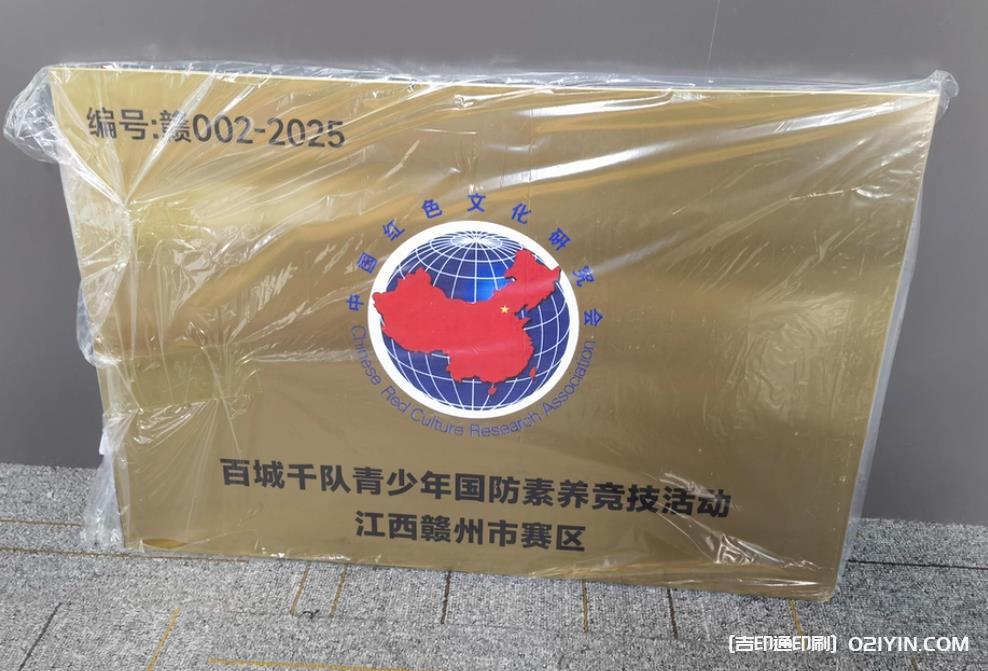 编号:赣002-2025
中国红色文化研究会
Chinese Red Culture Research Association
百城千队青少年国防素养竞技活动
江西赣州市赛区
[吉印通印刷] 021YIN.COM